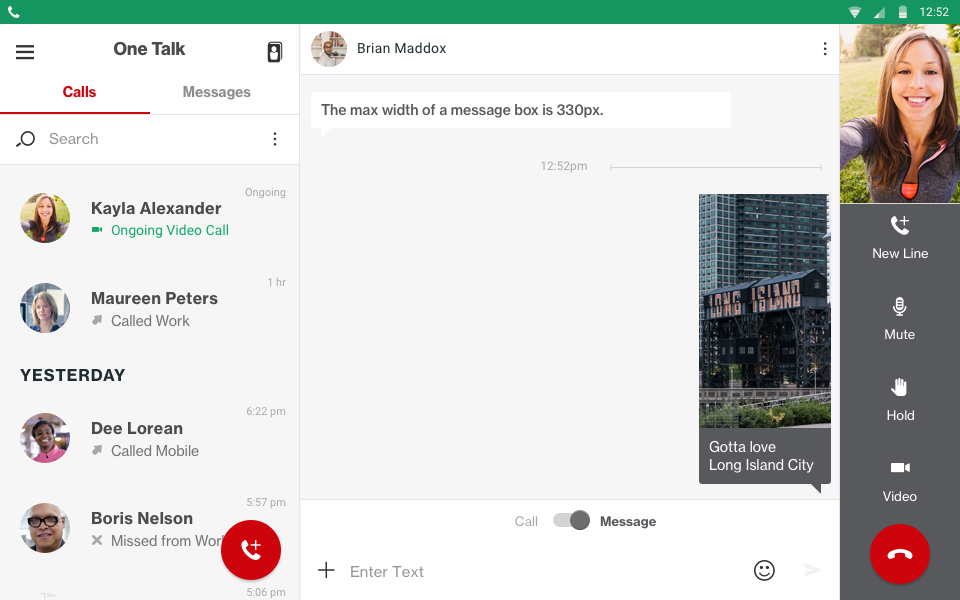 12:52
One Talk
Calls
Messages
Search
Ongoing
Kayla Alexander
Ongoing Video Call
1 hr
Maureen Peters
Called Work
YESTERDAY
6:22 pm
Dee Lorean
Called Mobile
5:57 pm
Boris Nelson
Missed from Wor
5:06 pm
Brian Maddox
The max width of a message box is 330px.
12:52pm
LONG ISLAND
Gotta love
Long Island City
Call
Message
Enter Text
New Line
Mute
Hold
Video